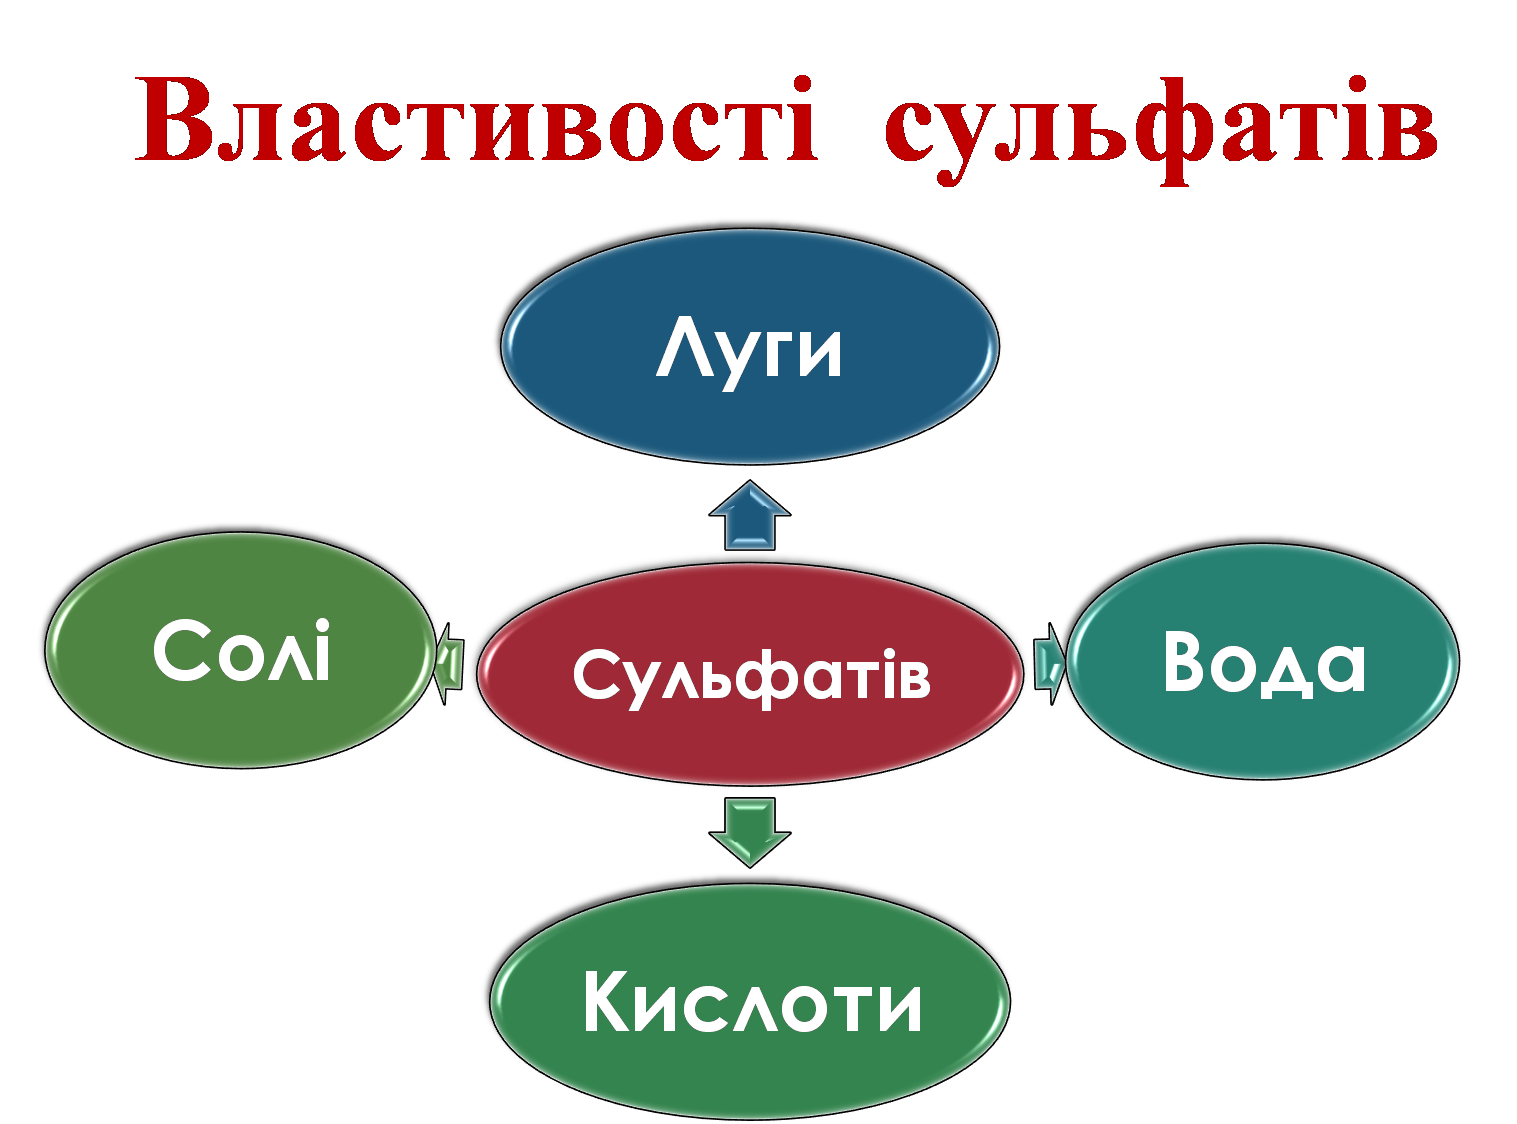 Властивості сульфатів
Луги
Солі
Сульфатів
Вода
Кислоти